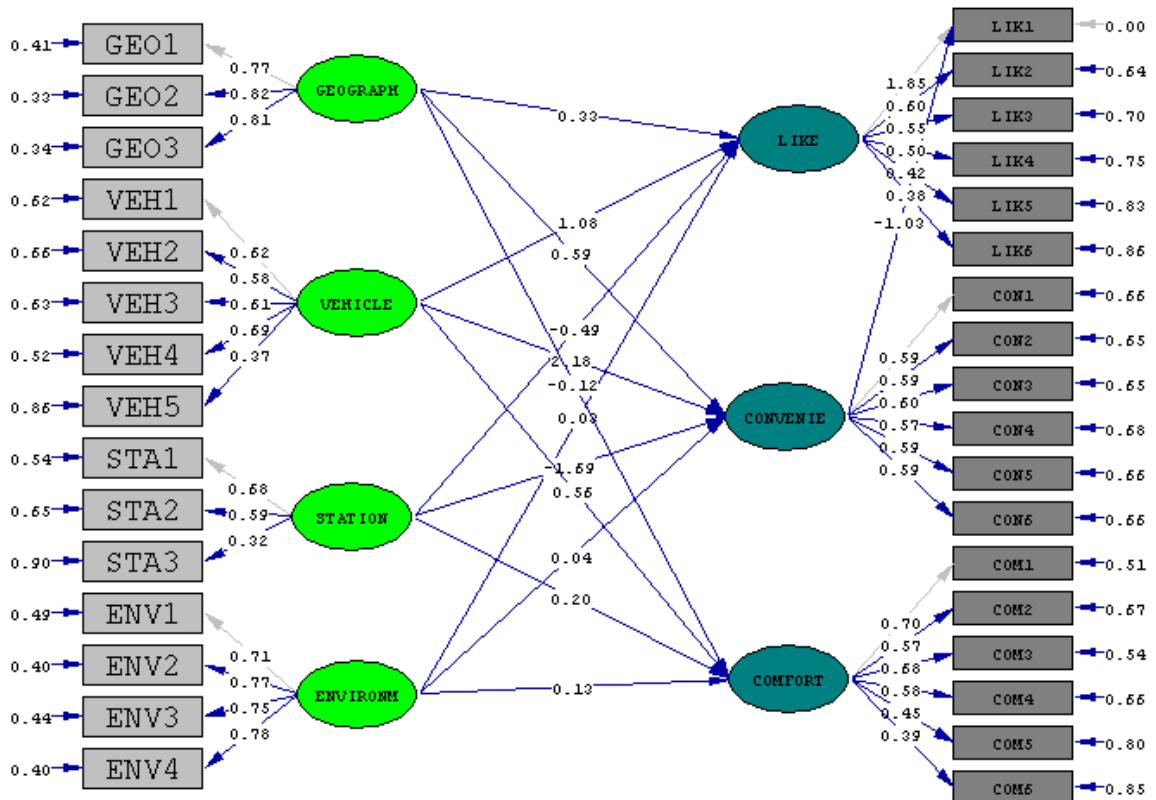 GEO1
GEO2
GEO3
VEH1
VEH2
VEH3
VEH4
VEH5
STA1
STA2
STA3
ENV1
ENV2
ENV3
ENV4
0.41
0.33
0.34
0.62
0.66
0.63
0.52
0.86
0.54
0.65
0.90
0.49
0.40
0.44
0.40
0.77
0.82
0.81
0.62
0.58
0.61
0.69
0.37
0.68
0.59
0.32
0.71
0.77
0.75
0.78
GEOGRAPH
VEHICLE
STATION
ENVIRONM
0.33
1.08
0.59
-0.49
2.18
-0.12
0.03
-1.69
0.56
0.04
0.20
0.13
LIKE
CONVENIE
COMFORT
1.85
0.60
0.55
0.50
0.42
0.38
-1.03
0.59
0.59
0.60
0.57
0.59
0.59
0.70
0.57
0.68
0.58
0.45
0.39
LIK1
LIK2
LIK3
LIK4
LIK5
LIK6
CON1
CON2
CON3
CON4
CON5
CON6
COM1
COM2
COM3
COM4
COM5
COM6
0.00
0.64
0.70
0.75
0.83
0.86
0.66
0.65
0.65
0.68
0.66
0.66
0.51
0.67
0.54
0.66
0.80
0.85